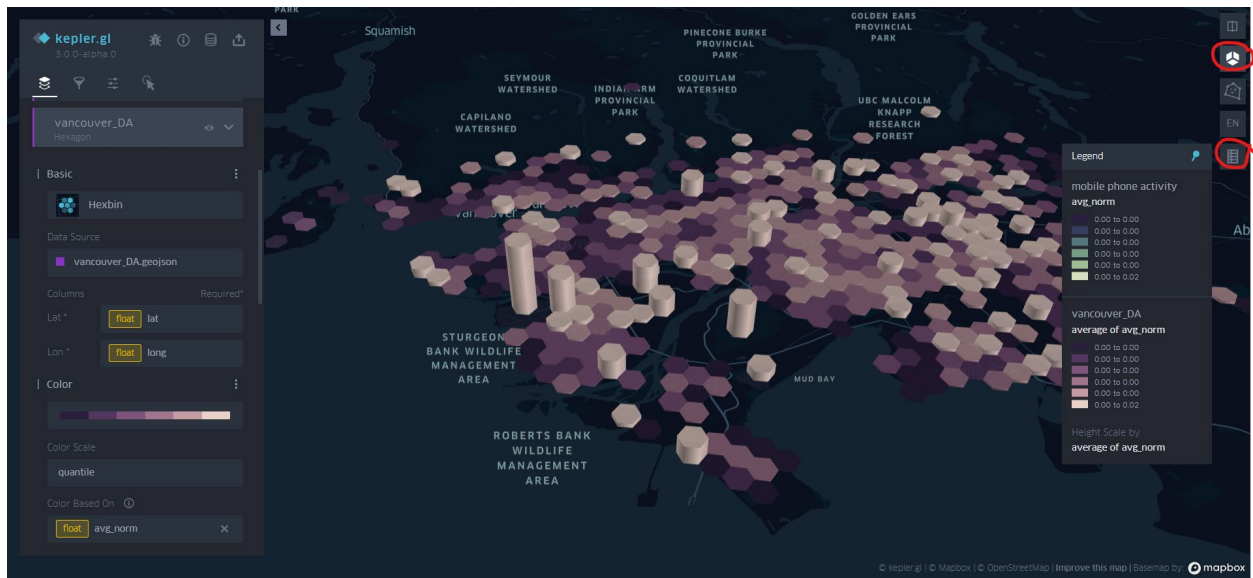 kepler.gl
3.0.0-alpha.0
vancouver_DA
Hexagon
Basic
Hexbin
Data Source
vancouver_DA.geojson
Columns Required*
Lat * float lat
Lon * float long
Color
Color Scale
quantile
Color Based On
float avg_norm
PARK
Squamish
SEYMOUR
WATERSHED
CAPILANO
WATERSHED
PROVINCIAL
PARK
PINECONE BURKE
PROVINCIAL
PARK
COQUITLAM
WATERSHED
GOLDEN EARS
PROVINCIAL
PARK
UBC MALCOLM
KNAPP
RESEARCH
FOREST
STURGEON
BANK WILDLIFE
MANAGEMENT
AREA
MUD BAY
ROBERTS BANK
WILDLIFE
MANAGEMENT
AREA
EN
Legend
mobile phone activity
avg_norm
0.00 to 0.00
0.00 to 0.00
0.00 to 0.00
0.00 to 0.00
0.00 to 0.00
0.00 to 0.02
vancouver_DA
average of avg_norm
0.00 to 0.00
0.00 to 0.00
0.00 to 0.00
0.00 to 0.00
0.00 to 0.00
0.00 to 0.02
Height Scale by
average of avg_norm
Ab
© kepler.gl | © Mapbox | © OpenStreetMap | Improve this map | Basemap by: mapbox